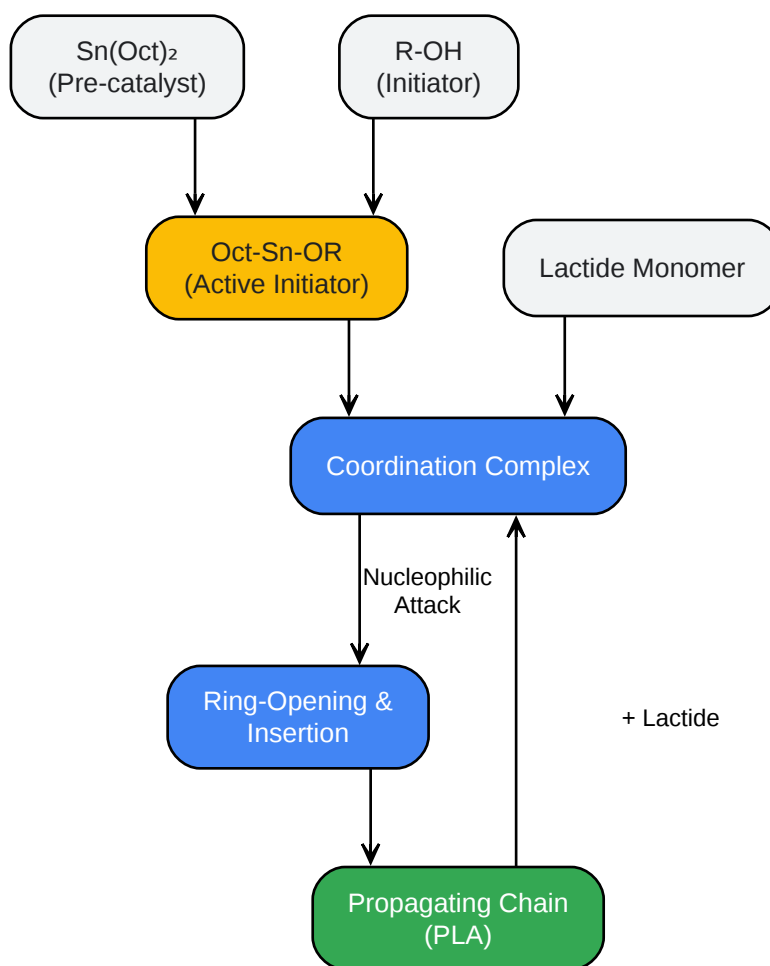 Sn(Oct)₂
(Pre-catalyst)
R-OH
(Initiator)
Oct-Sn-OR
(Active Initiator)
Lactide Monomer
Coordination Complex
Nucleophilic
Attack
Ring-Opening &
Insertion
+ Lactide
Propagating Chain
(PLA)